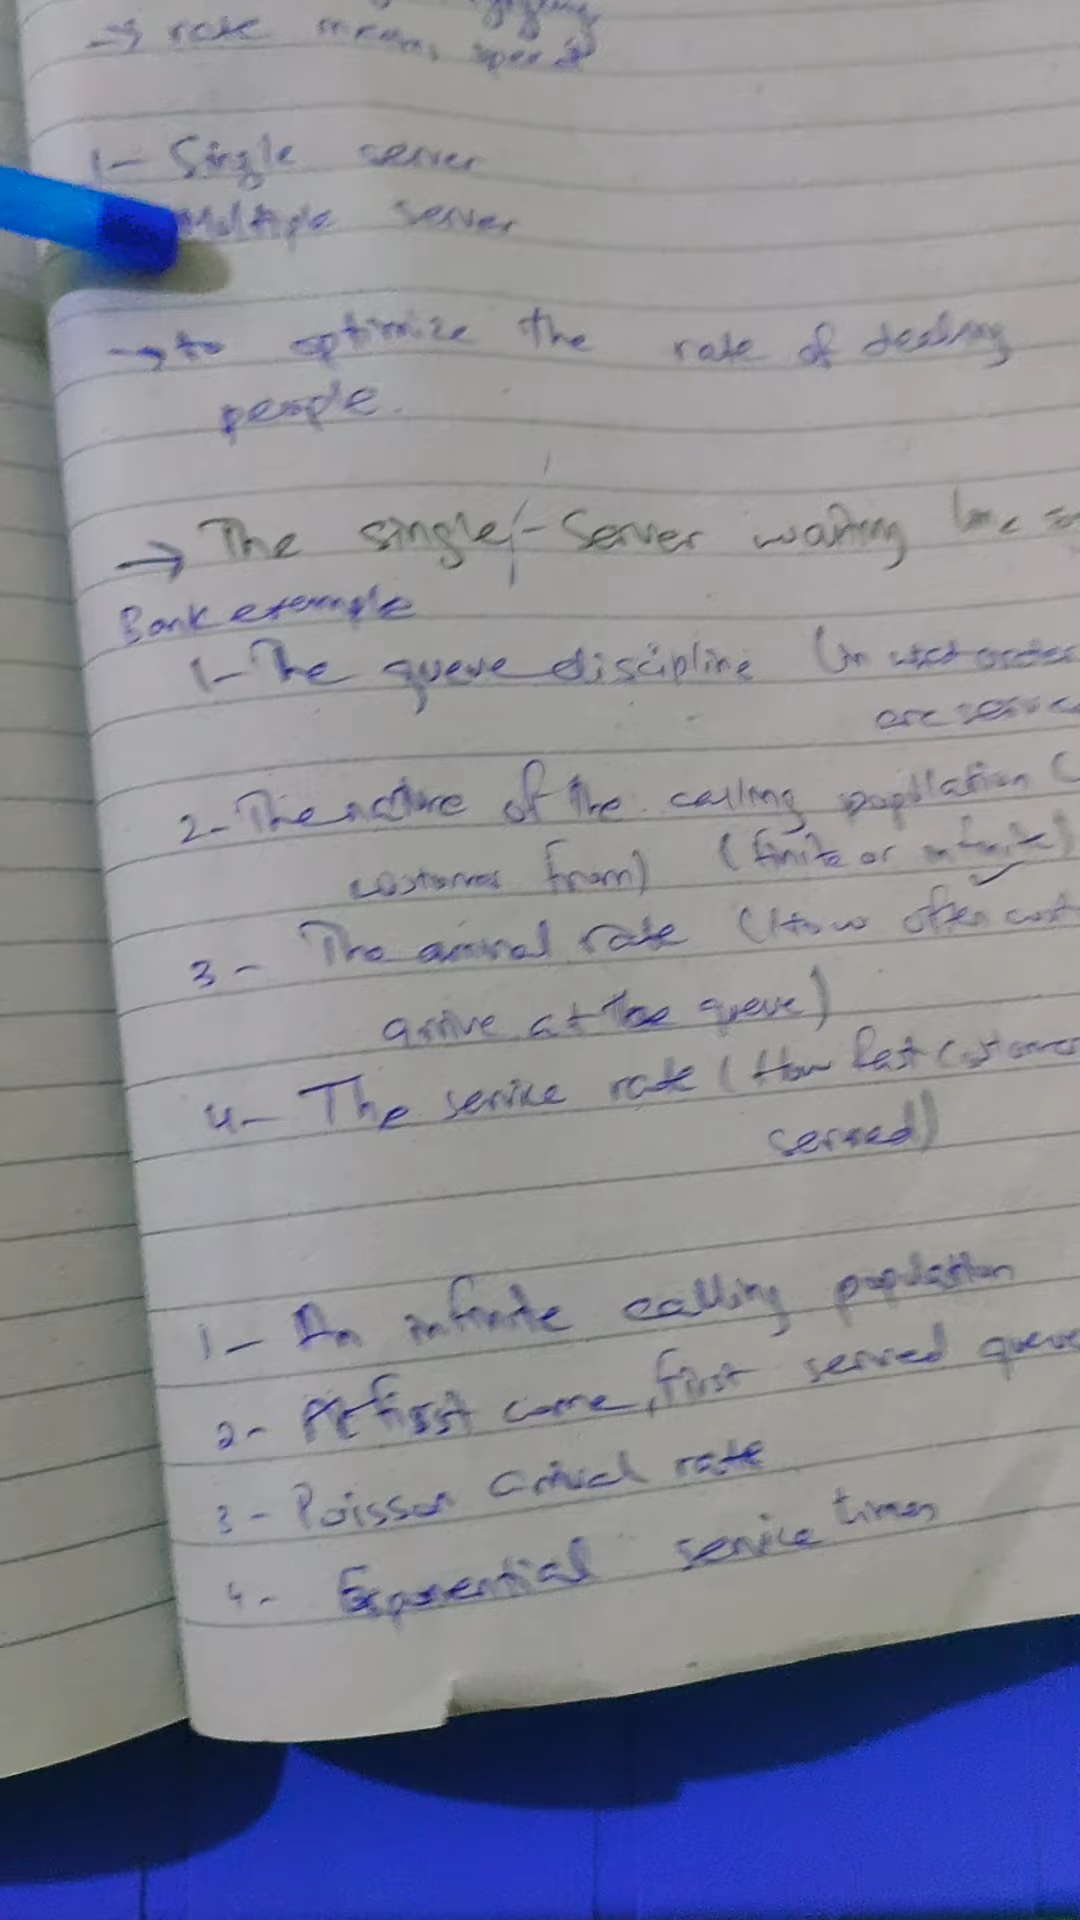 → rate means speed
1- Single server
Multiple server
→ to optimize the rate of dealing
people.
→ The single-Server waiting line
Bank example
1- The queue discipline (in which order
are
2- The nature of the calling population (
customer from) (finite or infinite)
3- The arrival rate (How often
arrive at the queue)
4- The service rate (How fast customer
served)
1- An infinite calling population
2- first come, first served queue
3- Poisson arrival rate
4- Exponential service times